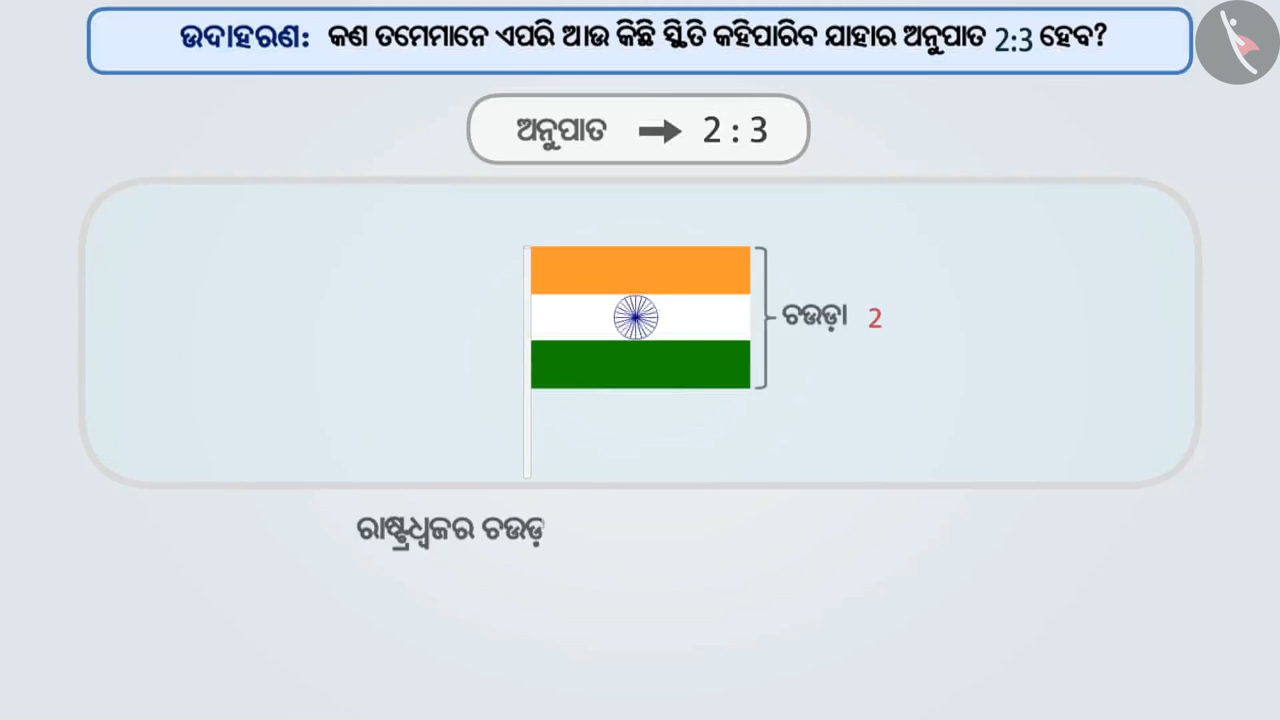 ଉଦାହରଣ: କଣ ତମେମାନେ ଏପରି ଆଉ କିଛି ସ୍ଥିତି କହିପାରିବ ଯାହାର ଅନୁପାତ 2:3 ହେବ?
ଅନୁପାତ ➡ 2 : 3
ଚଉଡ଼ା 2
ରାଷ୍ଟ୍ରଧ୍ୱଜର ଚଉଡ଼